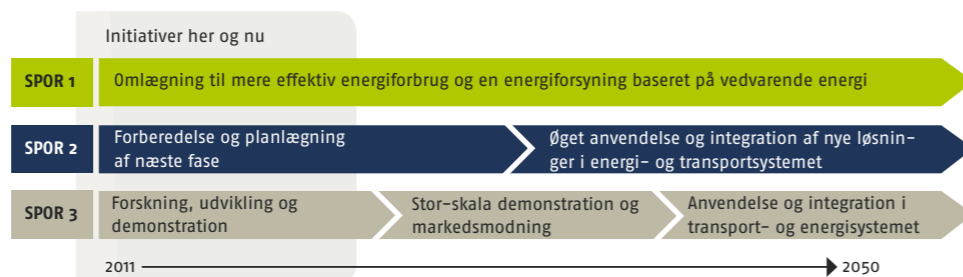 Initiativer her og nu
SPOR 1
Omlægning til mere effektiv energiforbrug og en energiforsyning baseret på vedvarende energi
SPOR 2
Forberedelse og planlægning
af næste fase
Øget anvendelse og integration af nye løsnin-
ger i energi- og transportsystemet
SPOR 3
Forskning, udvikling og
demonstration
Stor-skala demonstration og
markedsmodning
Anvendelse og integration i
transport- og energisystemet
2011
2050